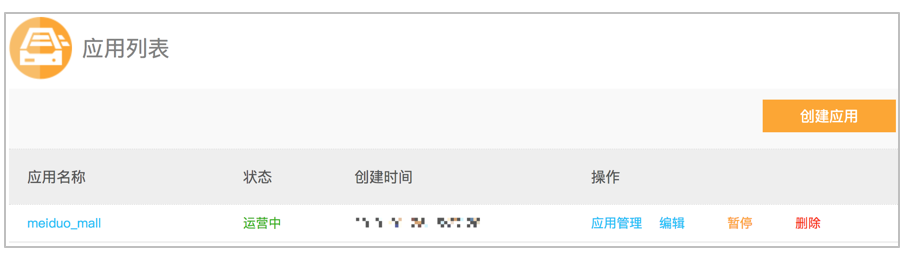 应用列表
创建应用
应用名称 状态 创建时间 操作
meiduo_mall 运营中 应用管理 编辑 暂停 删除